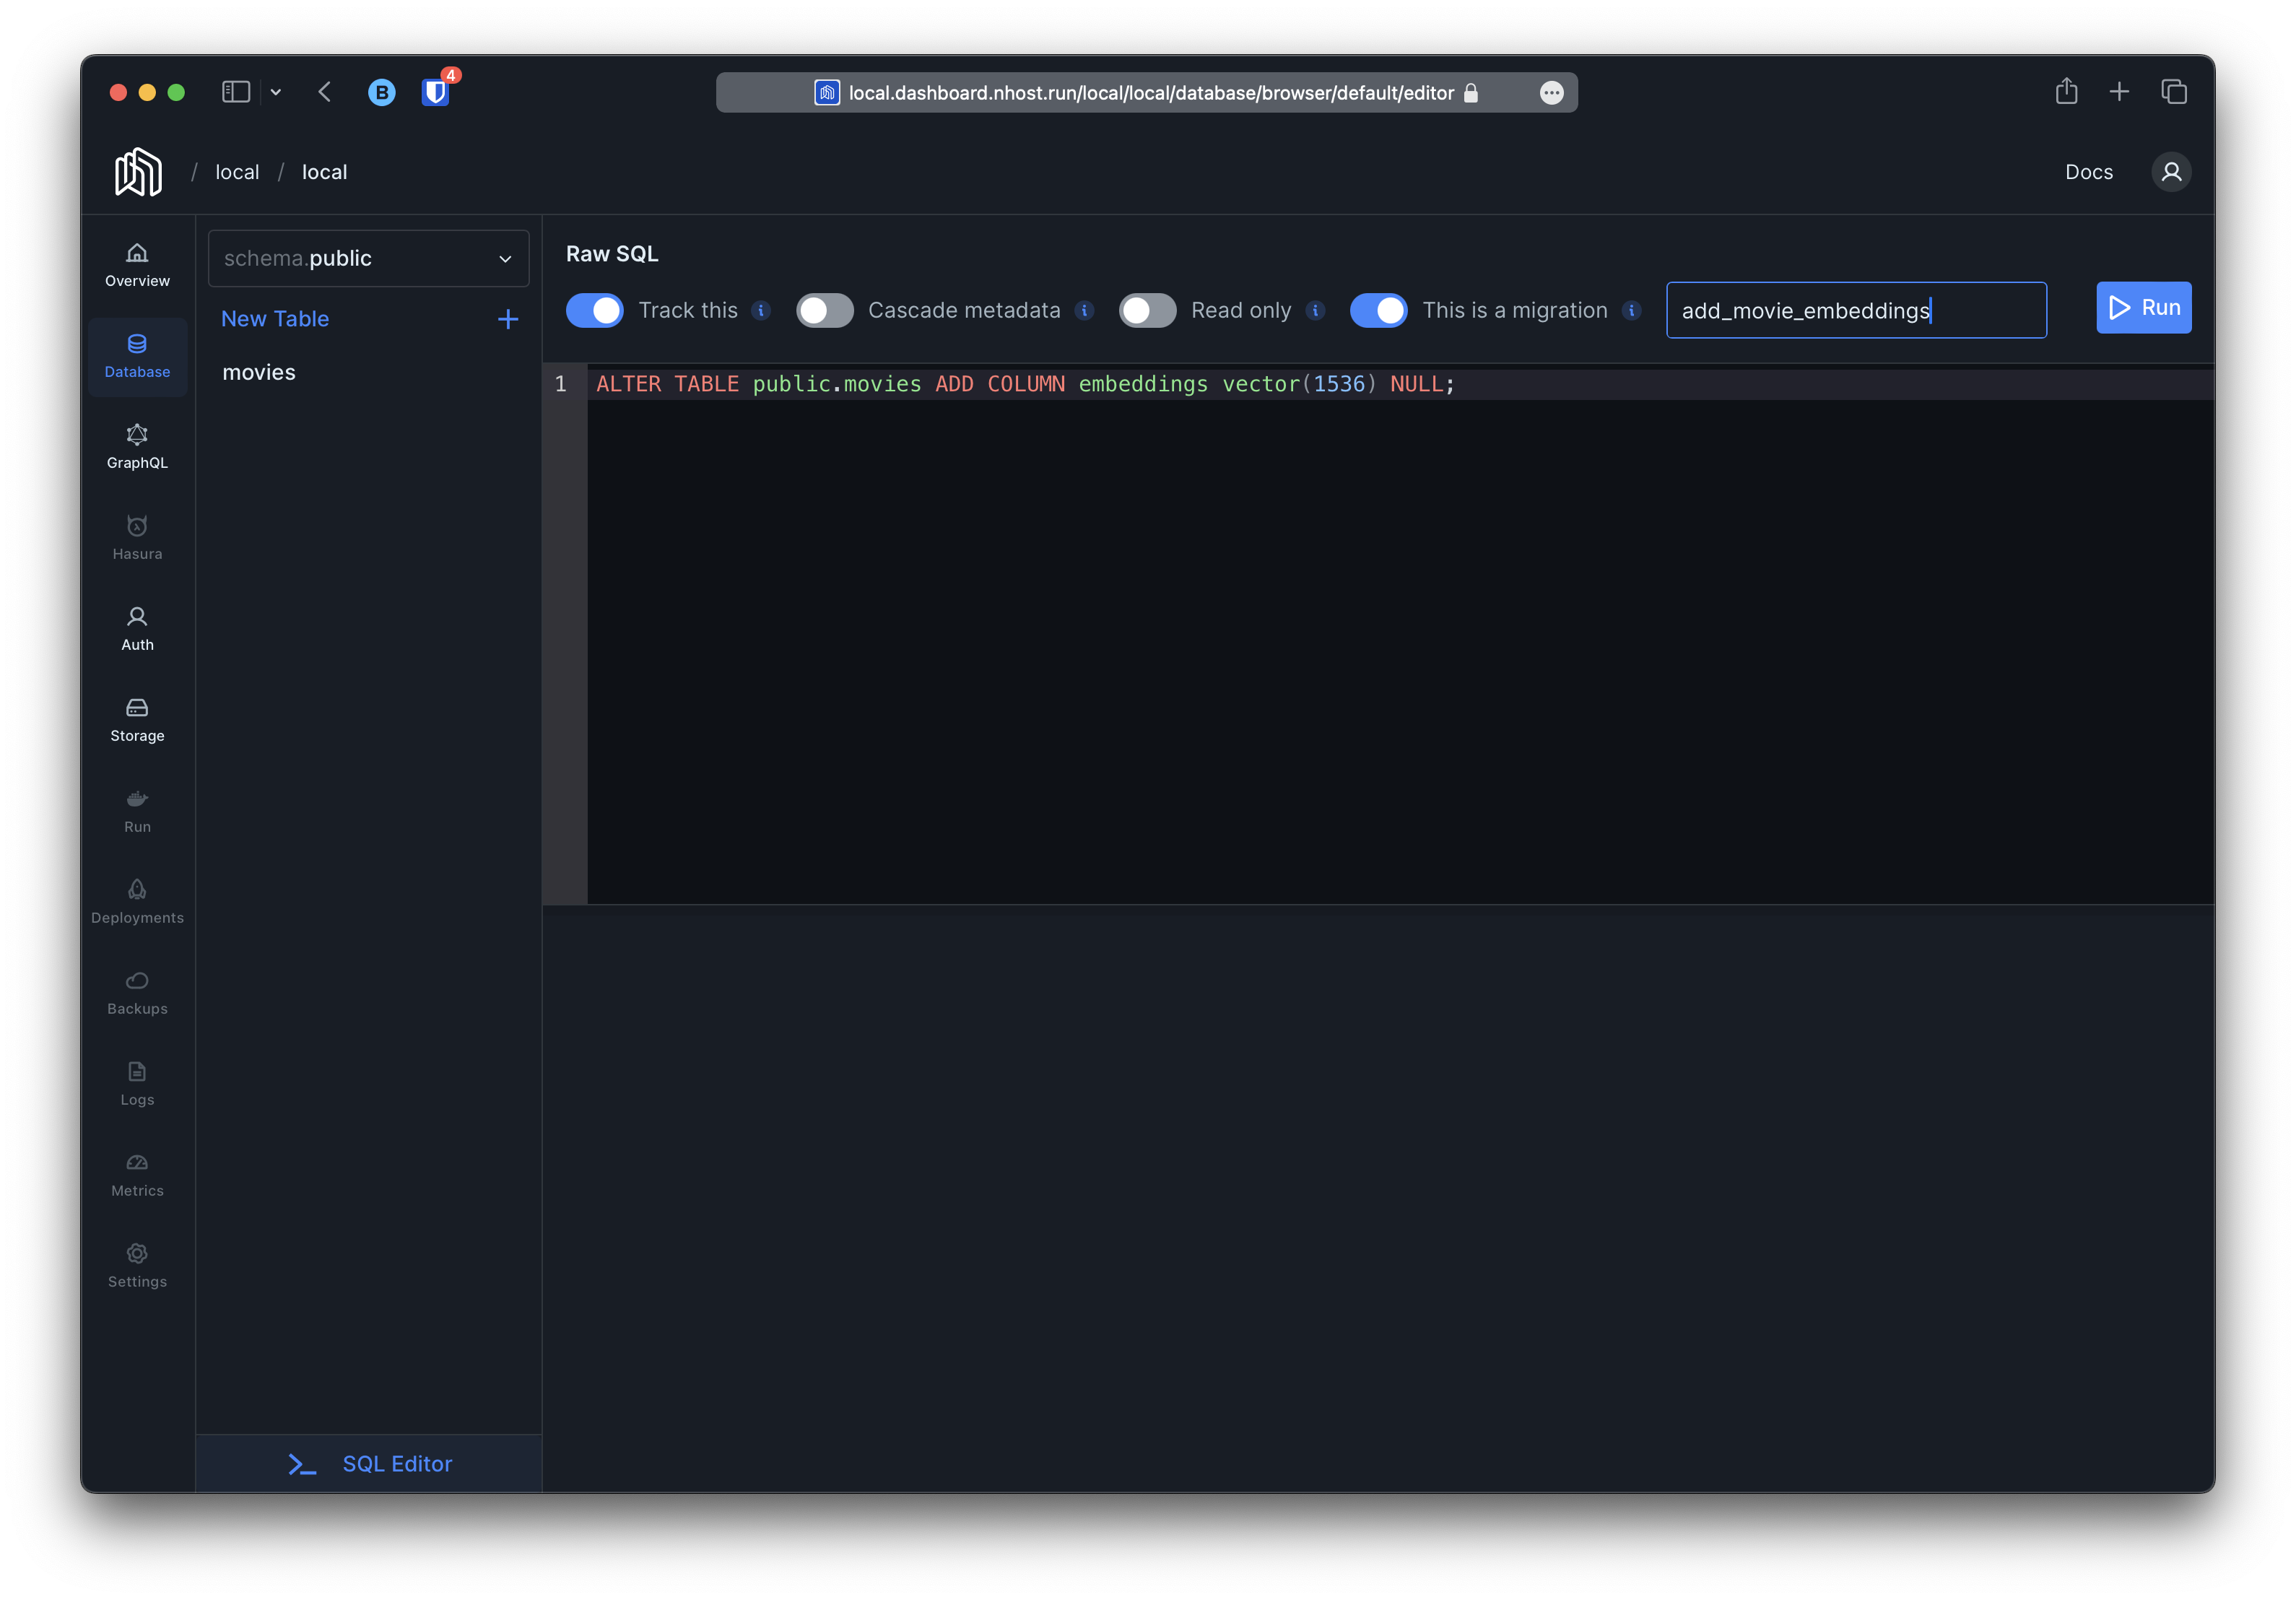 4
local.dashboard.nhost.run/local/local/database/browser/default/editor
/ local / local
Docs
Overview
Database
GraphQL
Hasura
Auth
Storage
Run
Deployments
Backups
Logs
Metrics
Settings
schema.public
New Table
movies
SQL Editor
Raw SQL
Track this
Cascade metadata
Read only
This is a migration
add_movie_embeddings
Run
1 ALTER TABLE public.movies ADD COLUMN embeddings vector(1536) NULL;